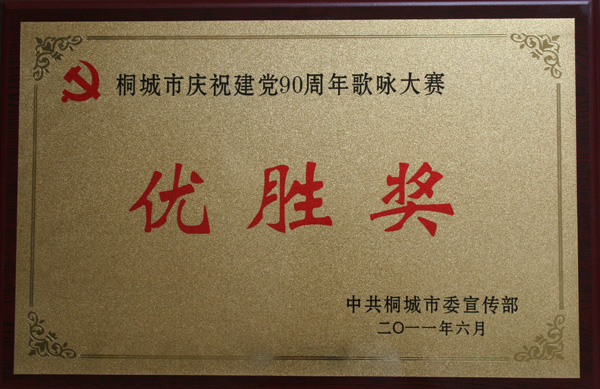 桐城市庆祝建党90周年歌咏大赛
优胜奖
中共桐城市委宣传部
二〇一一年六月